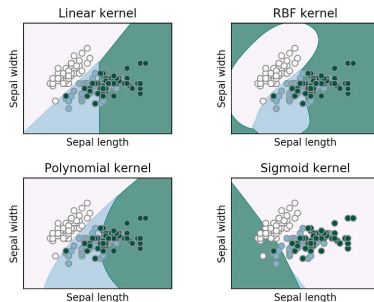 Linear kernel
RBF kernel
Sepal width
Sepal length
Sepal width
Sepal length
Polynomial kernel
Sigmoid kernel
Sepal width
Sepal length
Sepal width
Sepal length